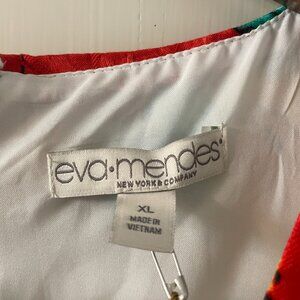 eva·mendes
NEW YORK & COMPANY
XL
MADE IN
VIETNAM